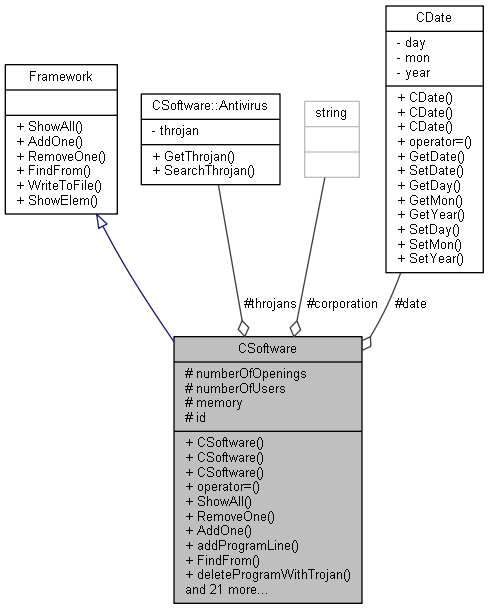 CDate
- day
- mon
- year
+ CDate()
+ CDate()
+ CDate()
+ operator=()
+ GetDate()
+ SetDate()
+ GetDay()
+ GetMon()
+ GetYear()
+ SetDay()
+ SetMon()
+ SetYear()
Framework
+ ShowAll()
+ AddOne()
+ RemoveOne()
+ FindFrom()
+ WriteToFile()
+ ShowElem()
CSoftware::Antivirus
- throjan
+ GetThrojan()
+ SearchThrojan()
string
#throjans
#corporation
#date
CSoftware
# numberOfOpenings
# numberOfUsers
# memory
# id
+ CSoftware()
+ CSoftware()
+ CSoftware()
+ operator=()
+ ShowAll()
+ RemoveOne()
+ AddOne()
+ addProgramLine()
+ FindFrom()
+ deleteProgramWithTrojan()
and 21 more...